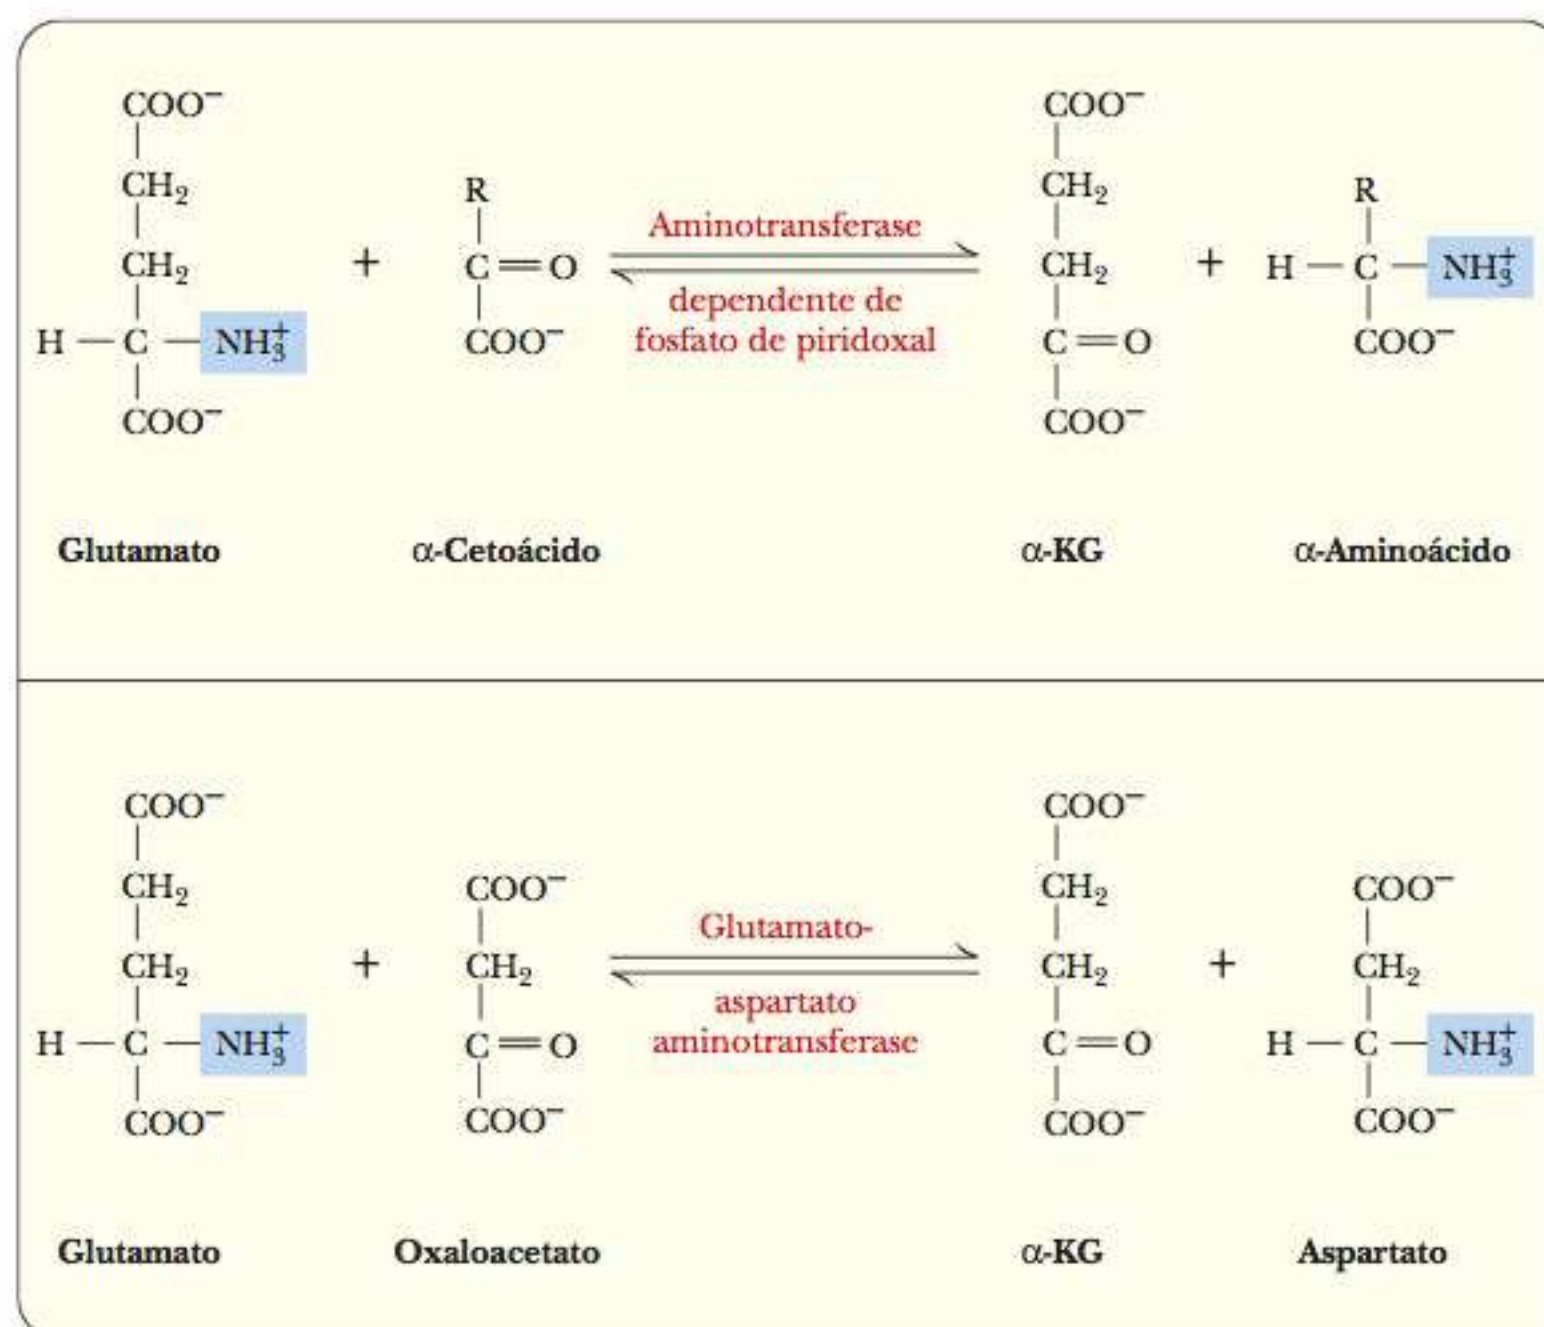 COO⁻ COO⁻
CH₂ R CH₂ R
Aminotransferase
CH₂ + C=O CH₂ + H—C—NH₃⁺
dependente de
fosfato de piridoxal
H—C—NH₃⁺ COO⁻ C=O COO⁻
COO⁻ COO⁻
Glutamato α-Cetoácido α-KG α-Aminoácido
COO⁻ COO⁻
CH₂ COO⁻ CH₂ COO⁻
Glutamato-
CH₂ + CH₂ CH₂ + CH₂
aspartato
aminotransferase
H—C—NH₃⁺ C=O C=O H—C—NH₃⁺
COO⁻ COO⁻ COO⁻ COO⁻
Glutamato Oxaloacetato α-KG Aspartato